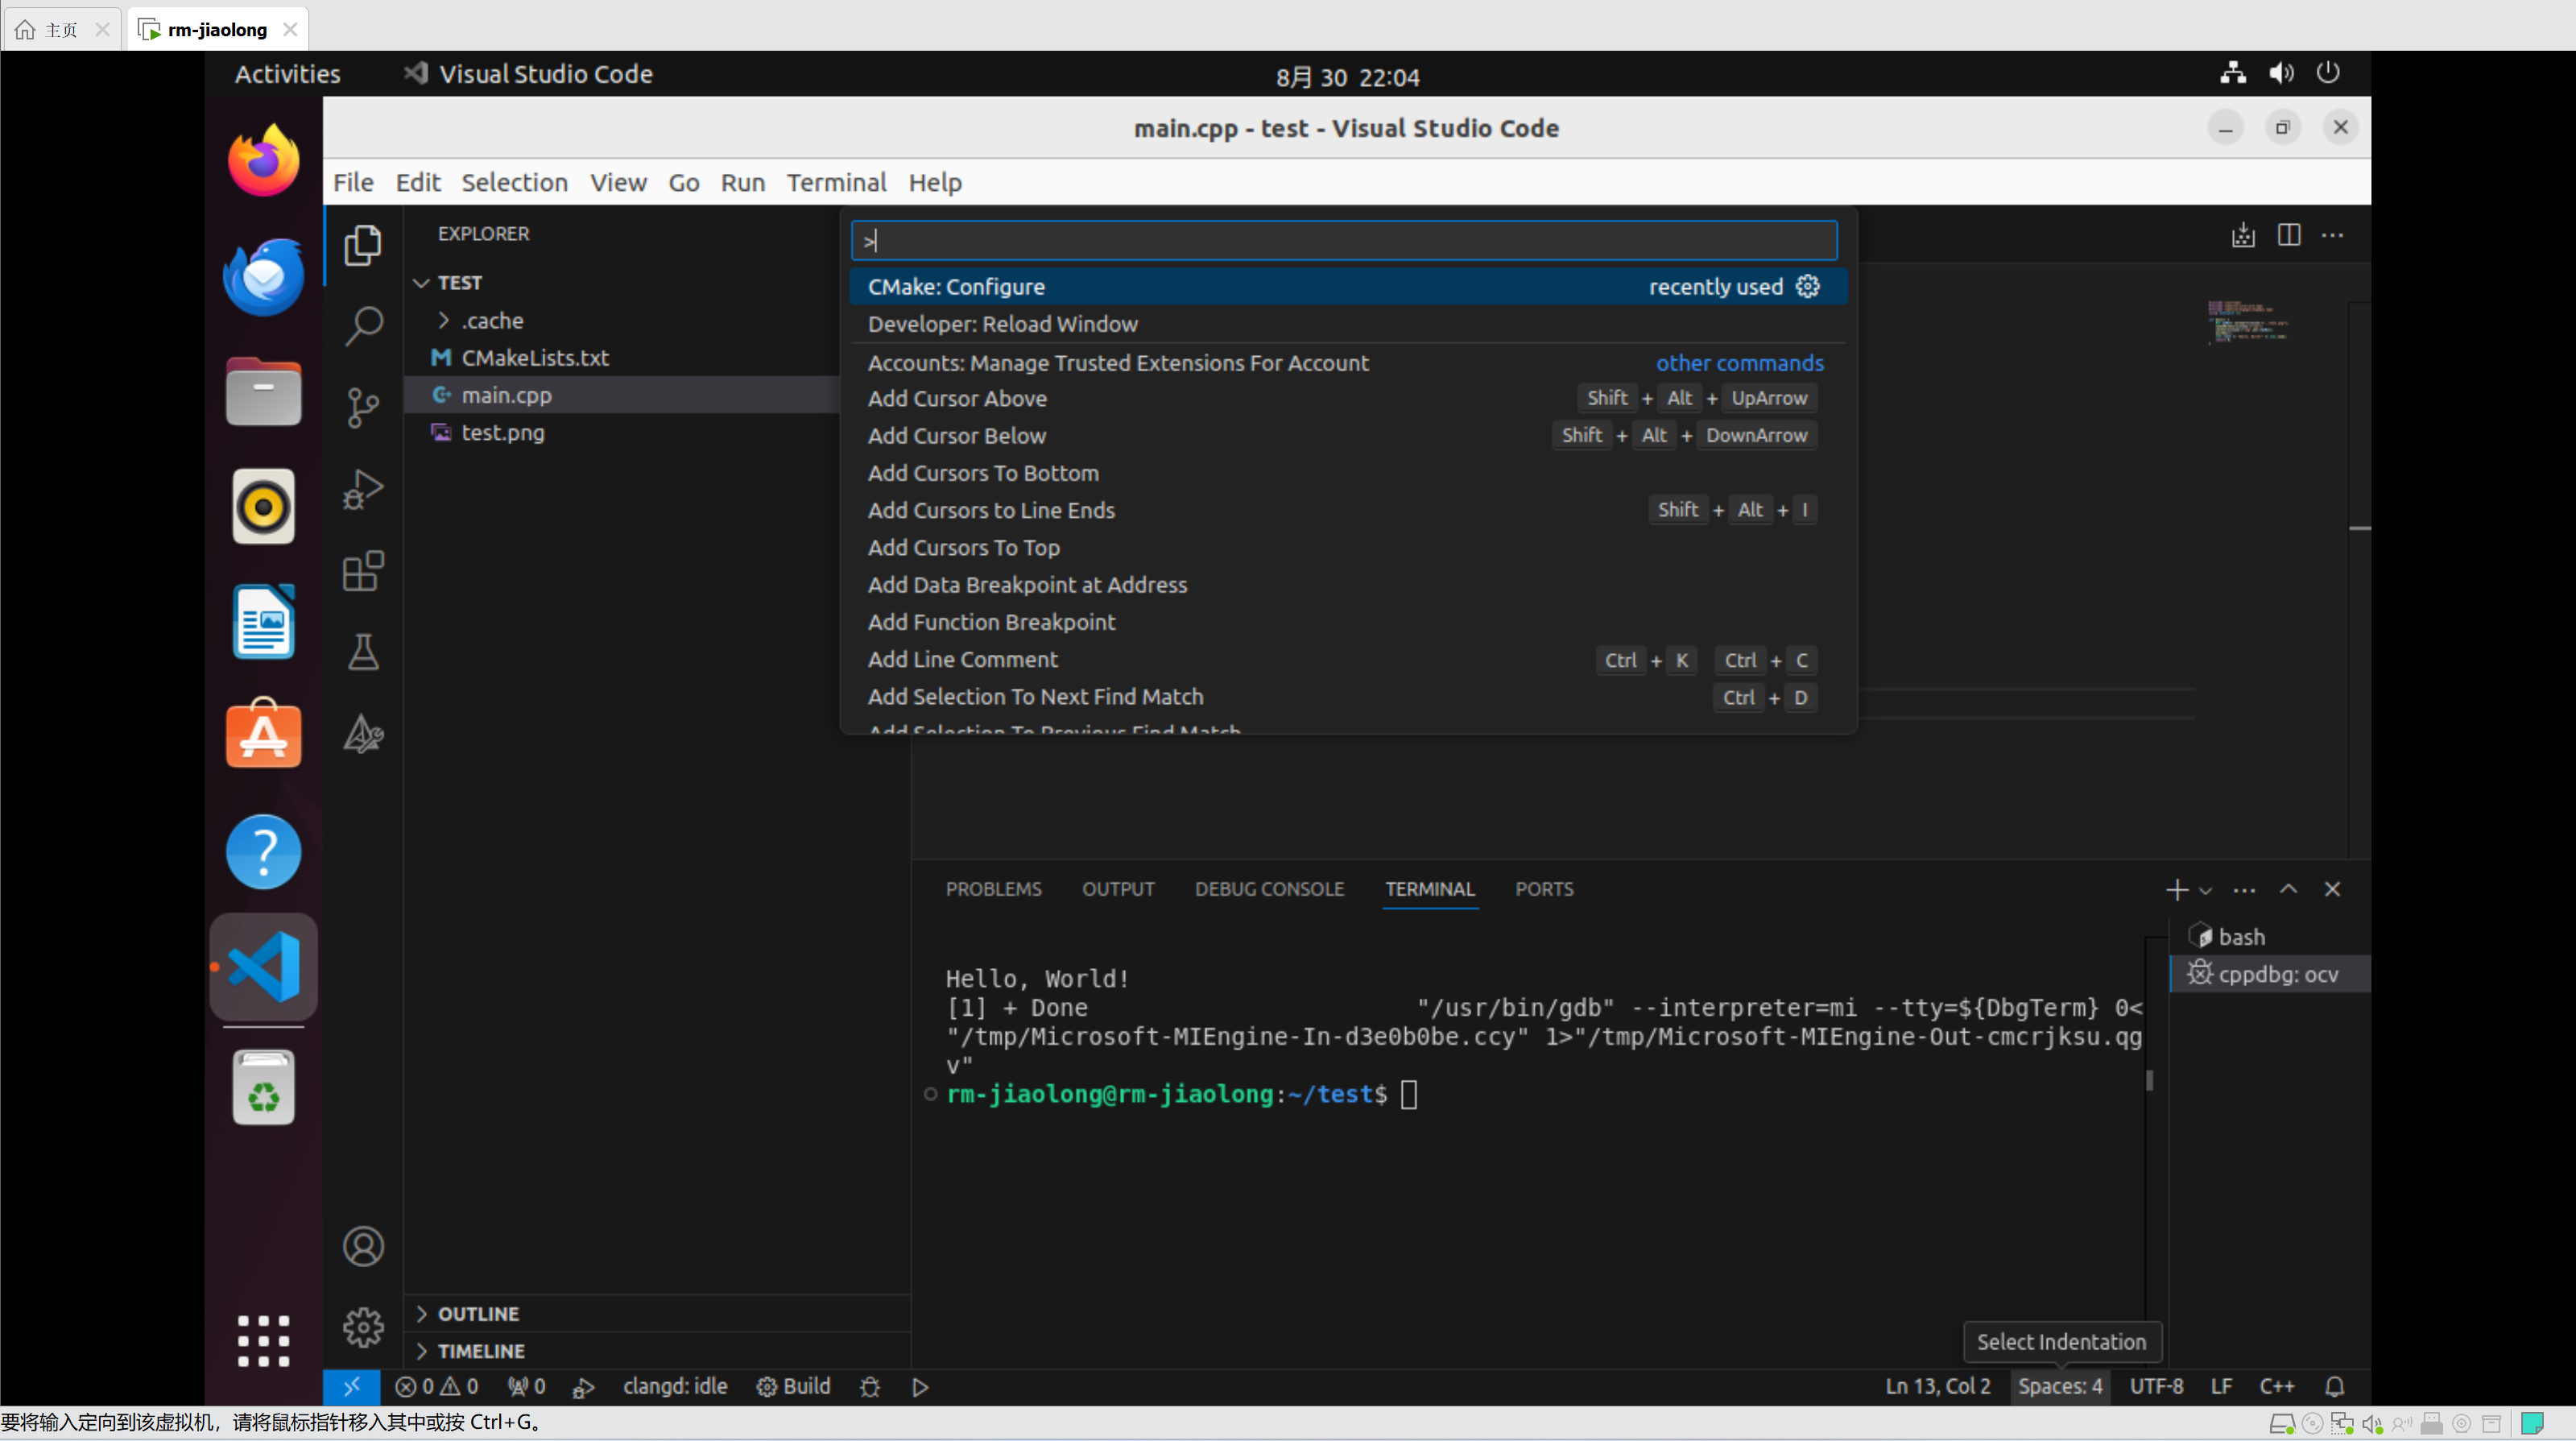 主页
rm-jiaolong
Activities
Visual Studio Code
8月 30 22:04
main.cpp - test - Visual Studio Code
File Edit Selection View Go Run Terminal Help
EXPLORER
TEST
.cache
CMakeLists.txt
main.cpp
test.png
>
CMake: Configure recently used
Developer: Reload Window
Accounts: Manage Trusted Extensions For Account other commands
Add Cursor Above Shift + Alt + UpArrow
Add Cursor Below Shift + Alt + DownArrow
Add Cursors To Bottom
Add Cursors to Line Ends Shift + Alt + I
Add Cursors To Top
Add Data Breakpoint at Address
Add Function Breakpoint
Add Line Comment Ctrl + K Ctrl + C
Add Selection To Next Find Match Ctrl + D
Add Selection To Previous Find Match
PROBLEMS OUTPUT DEBUG CONSOLE TERMINAL PORTS
bash
cppdbg: ocv
Hello, World!
[1] + Done "/usr/bin/gdb" --interpreter=mi --tty=${DbgTerm} 0<
"/tmp/Microsoft-MIEngine-In-d3e0b0be.ccy" 1>"/tmp/Microsoft-MIEngine-Out-cmcrjksu.qg
v"
rm-jiaolong@rm-jiaolong:~/test$
OUTLINE
TIMELINE
Select Indentation
0 0 0 clangd: idle Build Ln 13, Col 2 Spaces: 4 UTF-8 LF C++
要将输入定向到该虚拟机，请将鼠标指针移入其中或按 Ctrl+G。